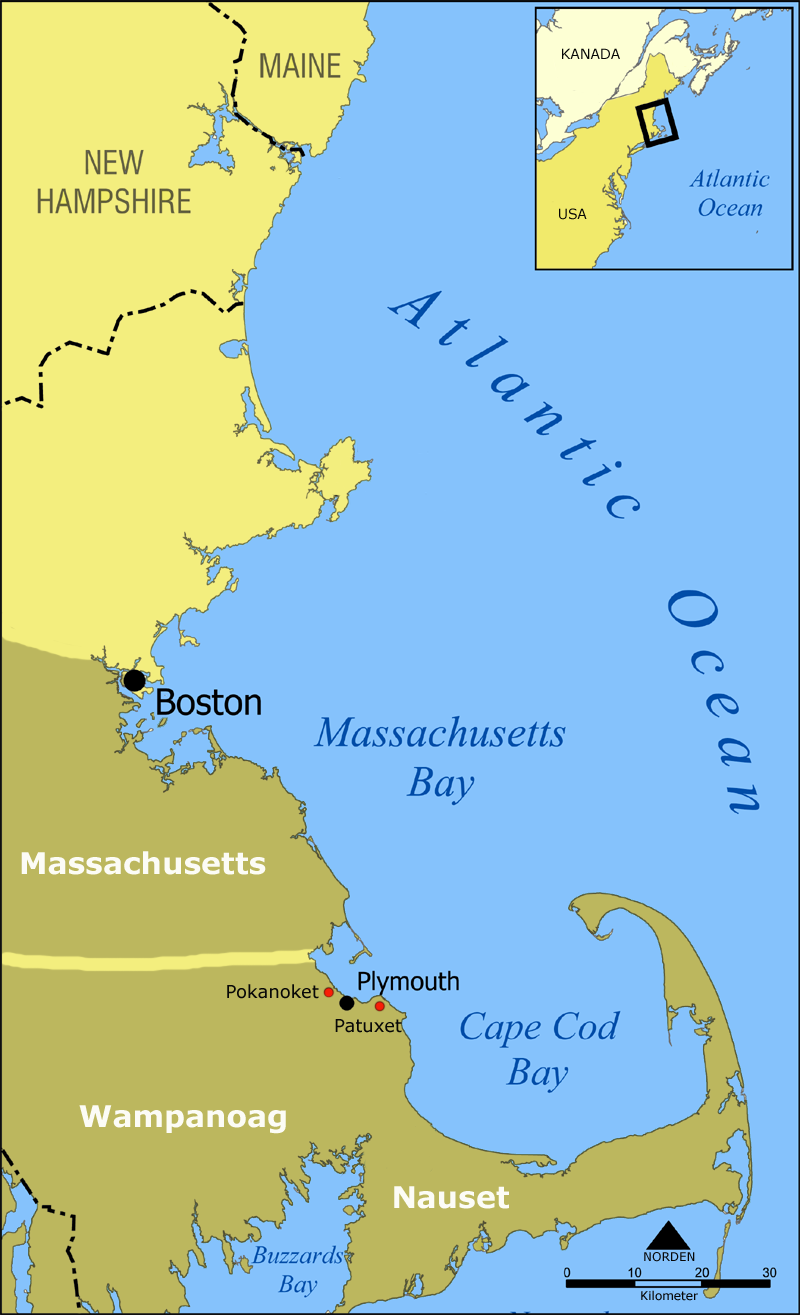 MAINE
NEW
HAMPSHIRE
KANADA
USA
Atlantic
Ocean
Atlantic
Ocean
Boston
Massachusetts
Bay
Massachusetts
Plymouth
Pokanoket
Patuxet
Cape Cod
Bay
Wampanoag
Nauset
Buzzards
Bay
NORDEN
0 10 20 30
Kilometer